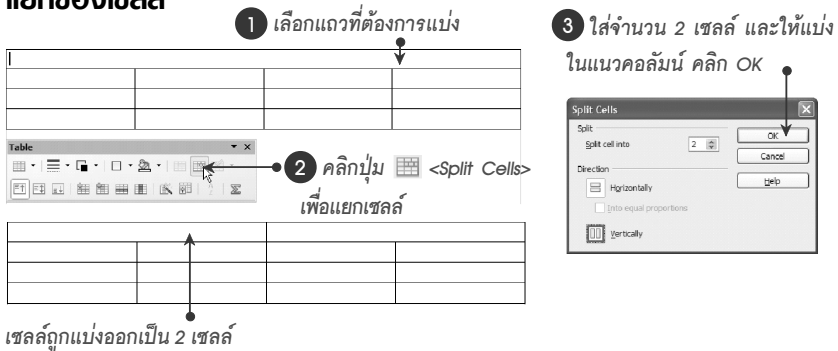 แยกช่องเซลล์
1 เลือกแถวที่ต้องการแบ่ง
Table
2 คลิกปุ่ม <Split Cells>
เพื่อแยกเซลล์
เซลล์ถูกแบ่งออกเป็น 2 เซลล์
3 ใส่จำนวน 2 เซลล์ และให้แบ่ง
ในแนวคอลัมน์ คลิก OK
Split Cells
Split
Split cell into 2
OK
Cancel
Help
Direction
Horizontally
Into equal proportions
Vertically